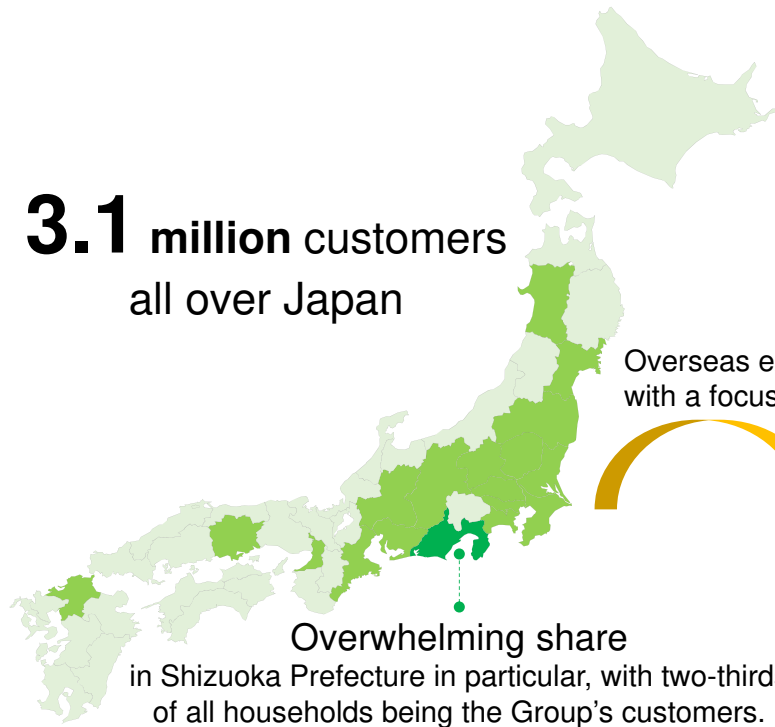 3.1 million customers
all over Japan
Overseas
with a focus
Overwhelming share
in Shizuoka Prefecture in particular, with two-thirds
of all households being the Group's customers.